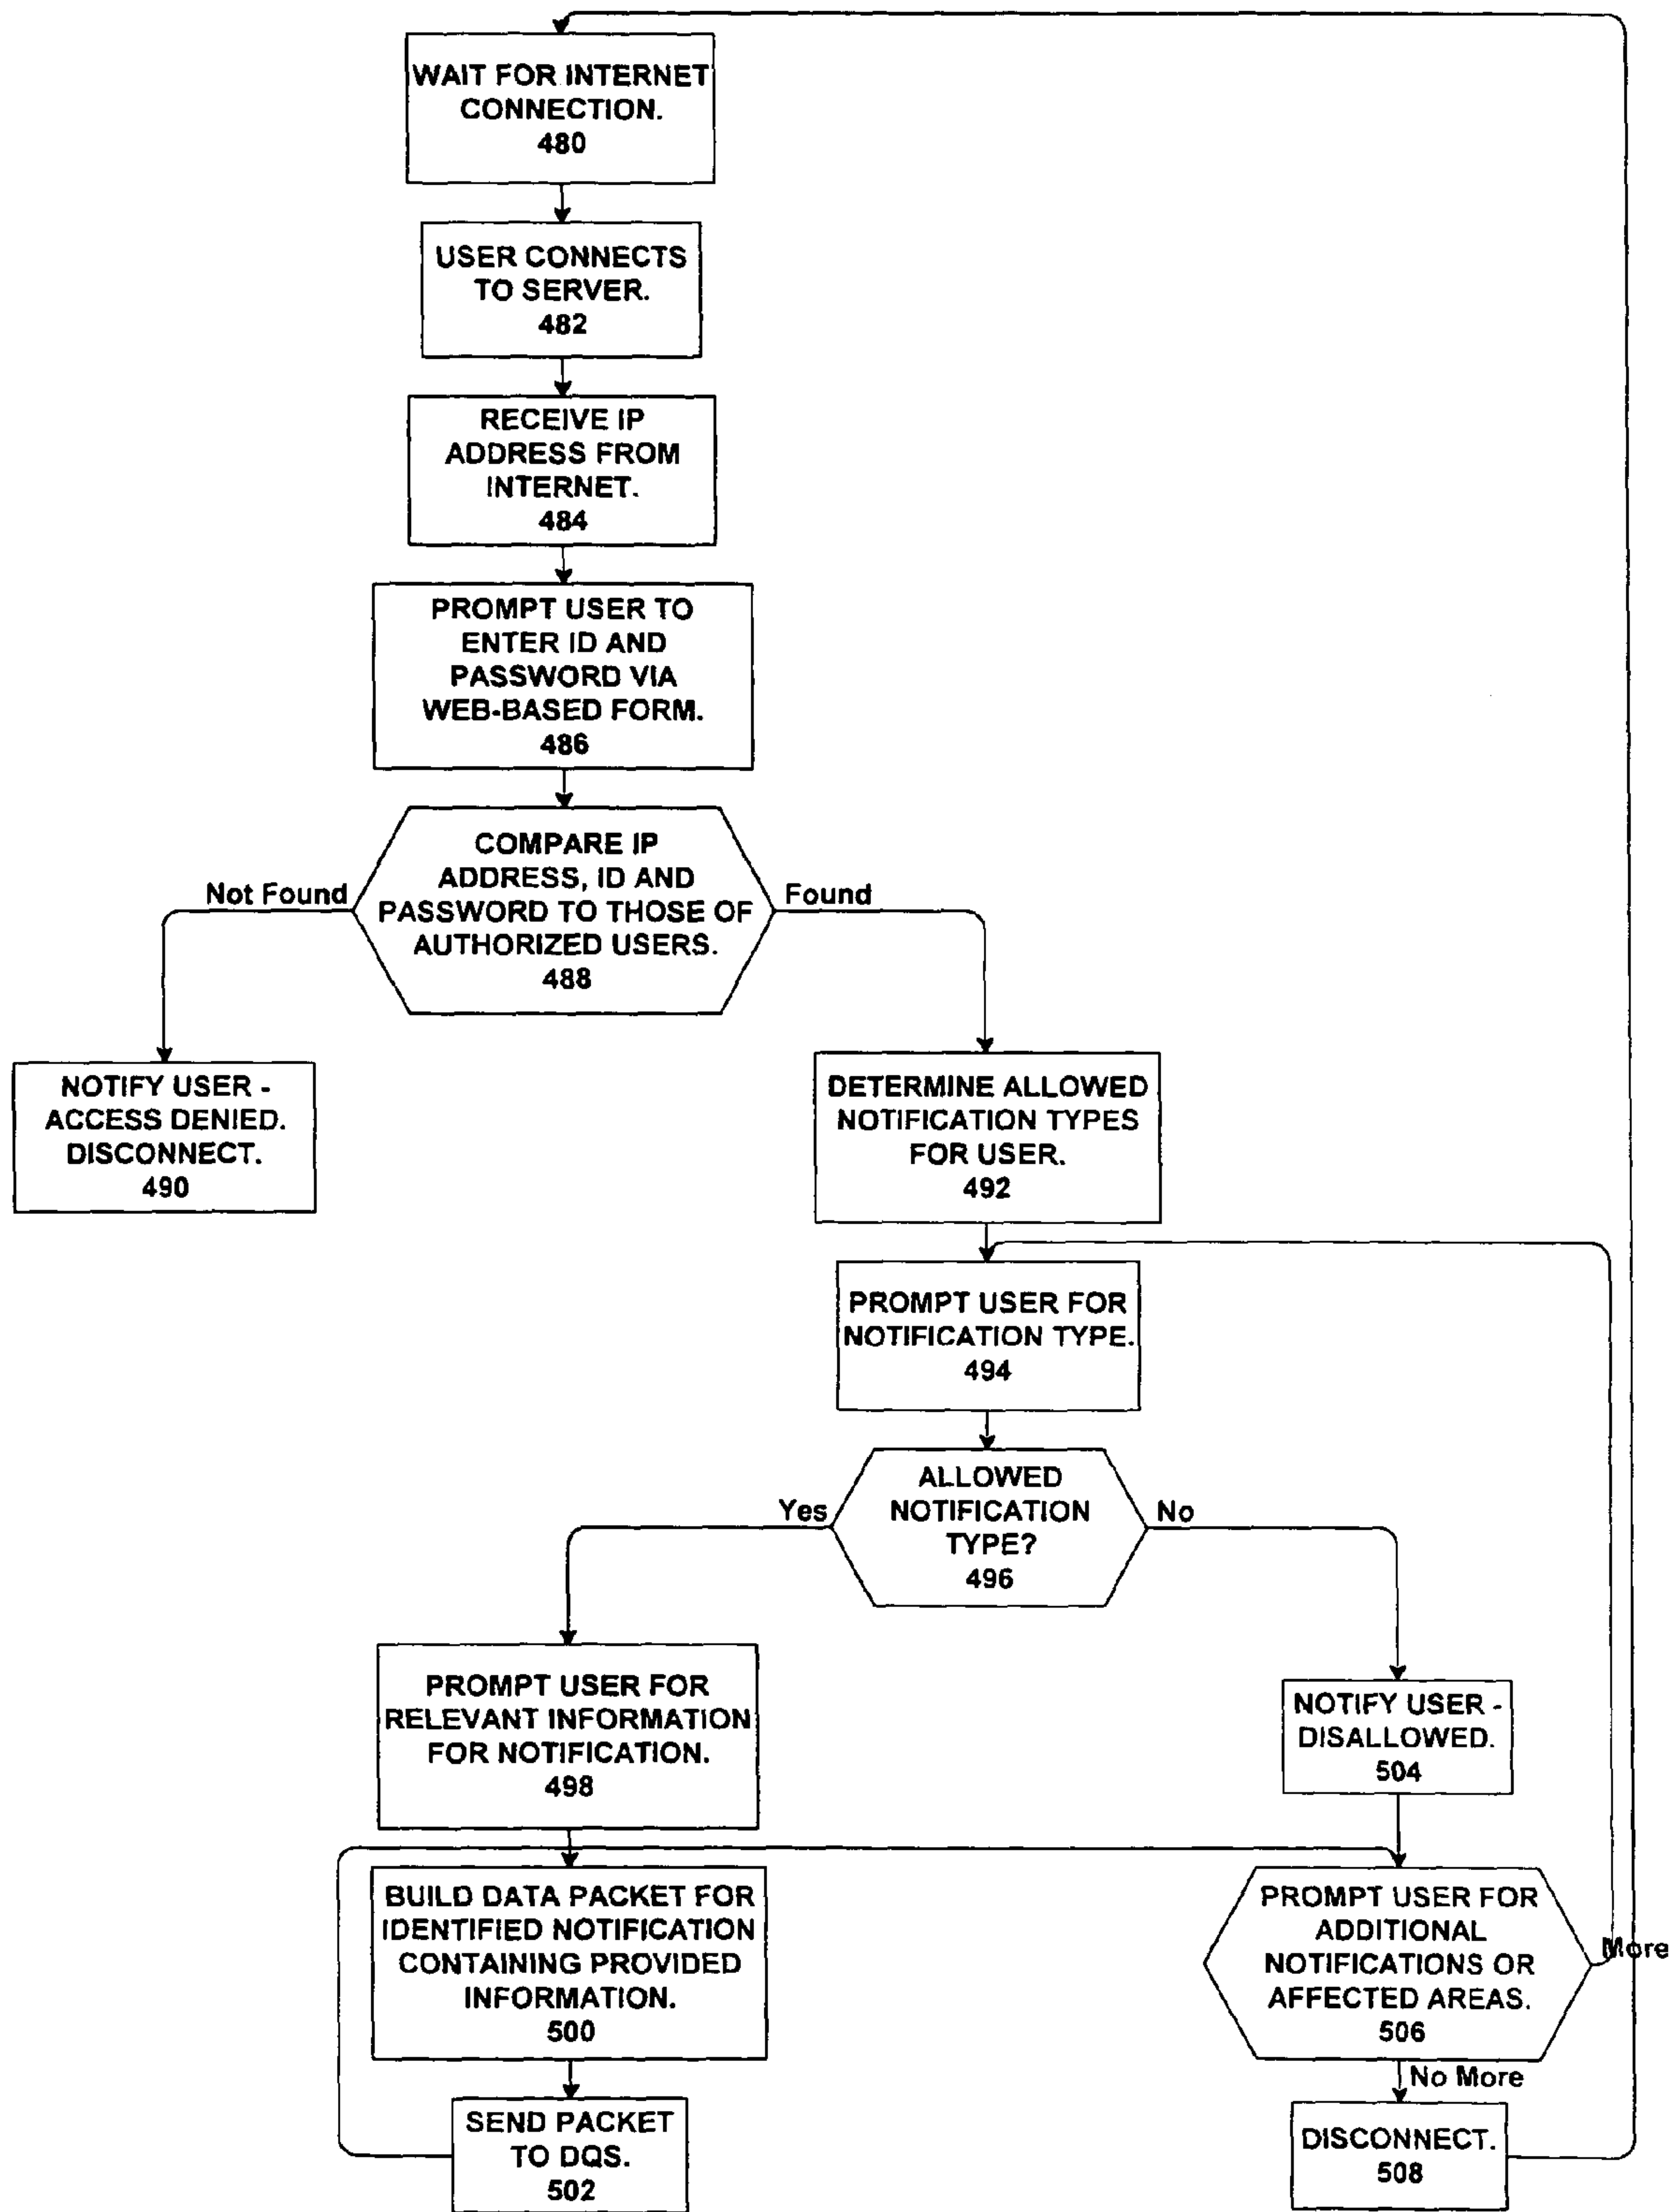 WAIT FOR INTERNET
CONNECTION.
480
USER CONNECTS
TO SERVER.
482
RECEIVE IP
ADDRESS FROM
INTERNET.
484
PROMPT USER TO
ENTER ID AND
PASSWORD VIA
WEB-BASED FORM.
486
COMPARE IP
ADDRESS, ID AND
PASSWORD TO THOSE OF
AUTHORIZED USERS.
488
Not Found
Found
NOTIFY USER -
ACCESS DENIED.
DISCONNECT.
490
DETERMINE ALLOWED
NOTIFICATION TYPES
FOR USER.
492
PROMPT USER FOR
NOTIFICATION TYPE.
494
ALLOWED
NOTIFICATION
TYPE?
496
Yes
No
PROMPT USER FOR
RELEVANT INFORMATION
FOR NOTIFICATION.
498
NOTIFY USER -
DISALLOWED.
504
BUILD DATA PACKET FOR
IDENTIFIED NOTIFICATION
CONTAINING PROVIDED
INFORMATION.
500
PROMPT USER FOR
ADDITIONAL
NOTIFICATIONS OR
AFFECTED AREAS.
506
More
No More
SEND PACKET
TO DQS.
502
DISCONNECT.
508